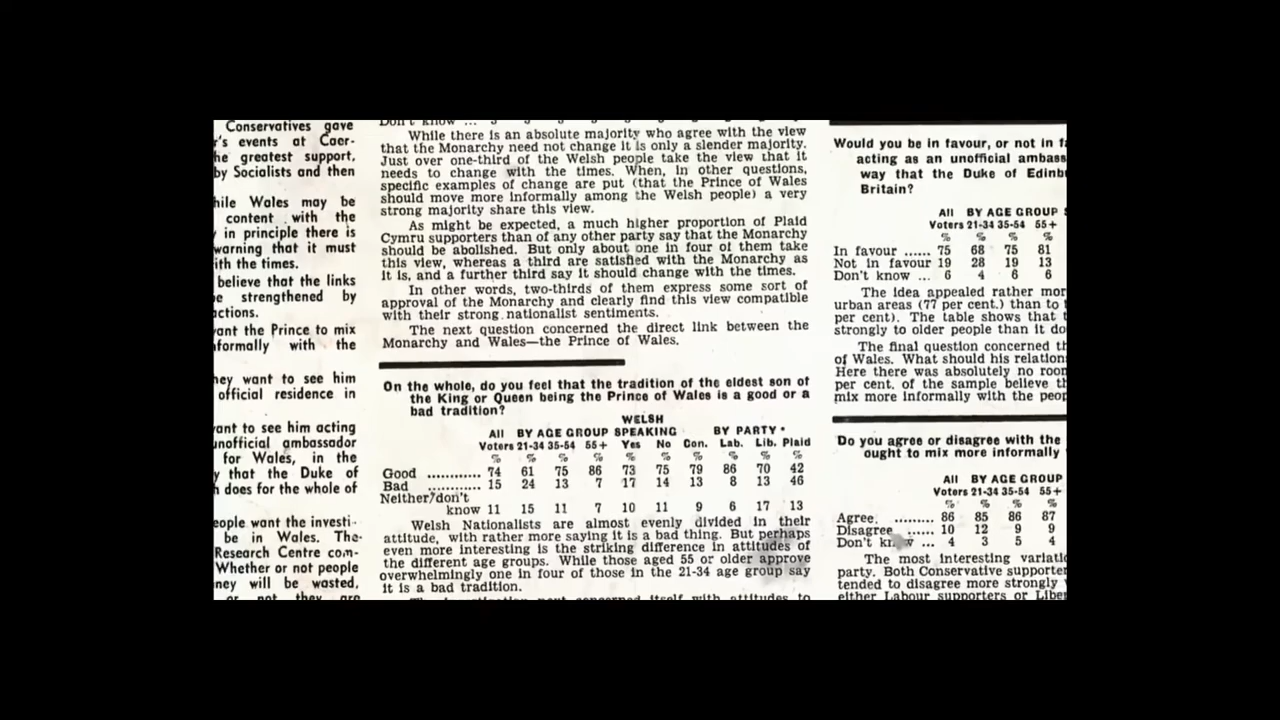 Conservatives gave
's events at Caer-
he greatest support,
by Socialists and then
hile Wales may be
content with the
in principle there is
warning that it must
ith the times.
believe that the links
e strengthened by
ctions.
ant the Prince to mix
formally with the
hey want to see him
official residence in
ant to see him acting
unofficial ambassador
for Wales, in the
y that the Duke of
h does for the whole of
eople want the investi-
be in Wales. The
Research Centre com-
Whether or not people
ney will be wasted,
or not they are
Don't know ...
While there is an absolute majority who agree with the view
that the Monarchy need not change it is only a slender majority.
Just over one-third of the Welsh people take the view that it
needs to change with the times. When, in other questions,
specific examples of change are put (that the Prince of Wales
should move more informally among the Welsh people) a very
strong majority share this view.
As might be expected, a much higher proportion of Plaid
Cymru supporters than of any other party say that the Monarchy
should be abolished. But only about one in four of them take
this view, whereas a third are satisfied with the Monarchy as
it is, and a further third say it should change with the times.
In other words, two-thirds of them express some sort of
approval of the Monarchy and clearly find this view compatible
with their strong nationalist sentiments.
The next question concerned the direct link between the
Monarchy and Wales—the Prince of Wales.
On the whole, do you feel that the tradition of the eldest son of
the King or Queen being the Prince of Wales is a good or a
bad tradition?
WELSH
All BY AGE GROUP SPEAKING BY PARTY *
Voters 21-34 35-54 55+ Yes No Con. Lab. Lib. Plaid
% % % % % % % % % %
Good ............ 74 61 75 86 73 75 79 86 70 42
Bad ............ 15 24 13 7 17 14 13 8 13 46
Neither/don't
know 11 15 11 7 10 11 9 6 17 13
Welsh Nationalists are almost evenly divided in their
attitude, with rather more saying it is a bad thing. But perhaps
even more interesting is the striking difference in attitudes of
the different age groups. While those aged 55 or older approve
overwhelmingly one in four of those in the 21-34 age group say
it is a bad tradition.
itself with attitudes to
Would you be in favour, or not in f
acting as an unofficial ambass
way that the Duke of Edinb
Britain?
All BY AGE GROUP S
Voters 21-34 35-54 55+
% % % %
In favour ...... 75 68 75 81
Not in favour 19 28 19 13
Don't know ... 6 4 6 6
The idea appealed rather mor
urban areas (77 per cent.) than to
per cent). The table shows that t
strongly to older people than it do
The final question concerned th
of Wales. What should his relation
Here there was absolutely no roon
per cent. of the sample believe th
mix more informally with the peop
Do you agree or disagree with the
ought to mix more informally
All BY AGE GROUP
Voters 21-34 35-54 55+
% % % %
Agree. ......... 86 85 86 87
Disagree ...... 10 12 9 9
Don't kn w ... 4 3 5 4
The most interesting variatio
party. Both Conservative supporter
tended to disagree more strongly
either Labour supporters or Liber